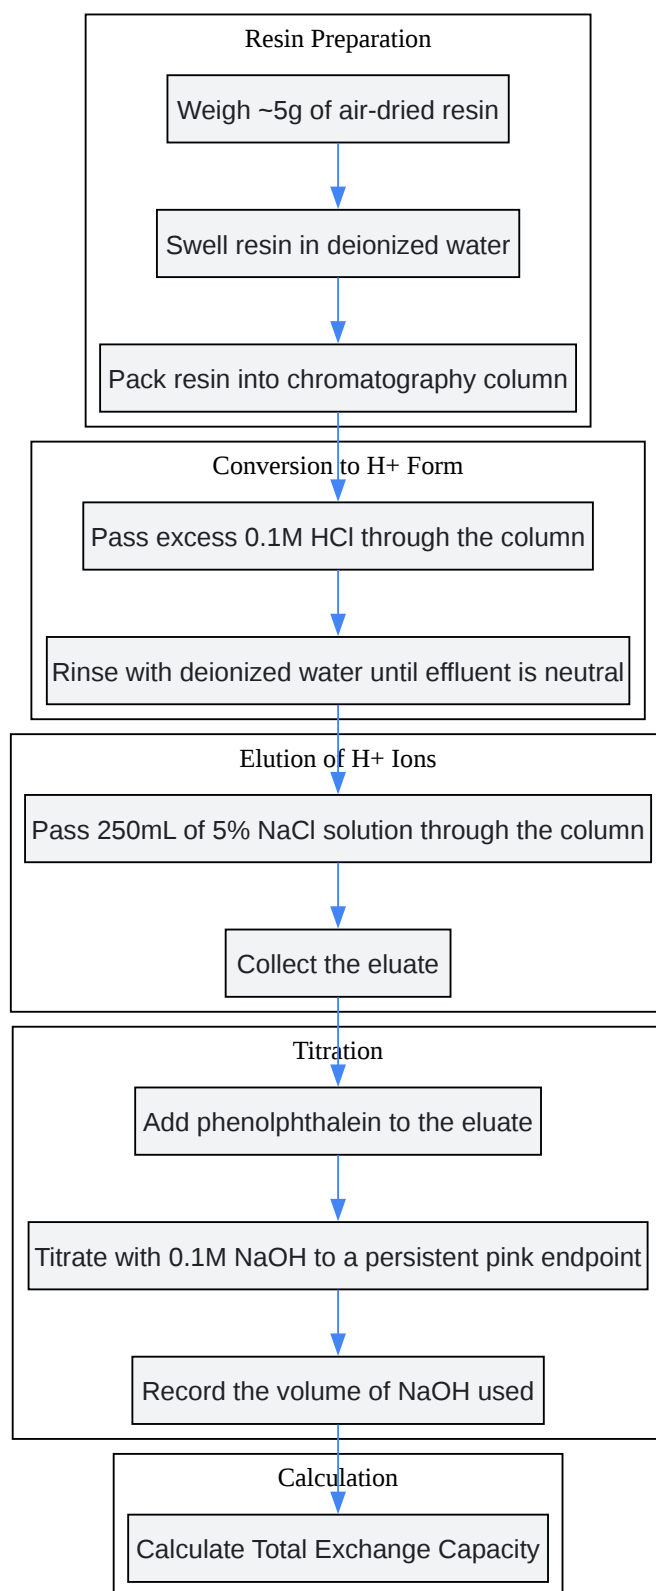 Resin Preparation
Weigh ~5g of air-dried resin
Swell resin in deionized water
Pack resin into chromatography column
Conversion to H+ Form
Pass excess 0.1M HCl through the column
Rinse with deionized water until effluent is neutral
Elution of H+ Ions
Pass 250mL of 5% NaCl solution through the column
Collect the eluate
Titration
Add phenolphthalein to the eluate
Titrate with 0.1M NaOH to a persistent pink endpoint
Record the volume of NaOH used
Calculation
Calculate Total Exchange Capacity